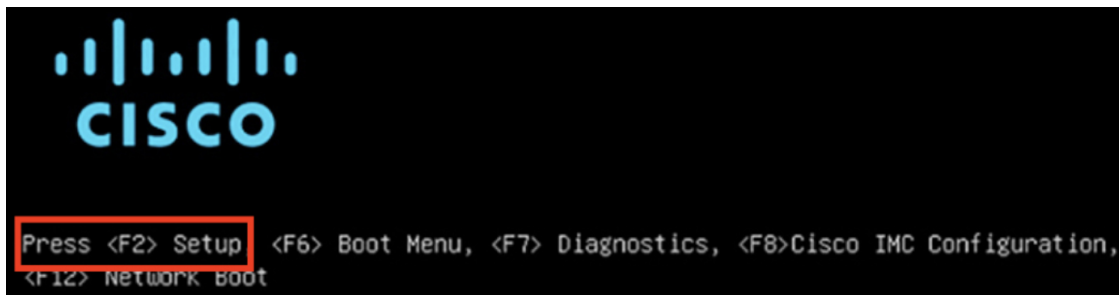 CISCO
Press <F2> Setup, <F6> Boot Menu, <F7> Diagnostics, <F8>Cisco IMC Configuration,
<F12> Network Boot